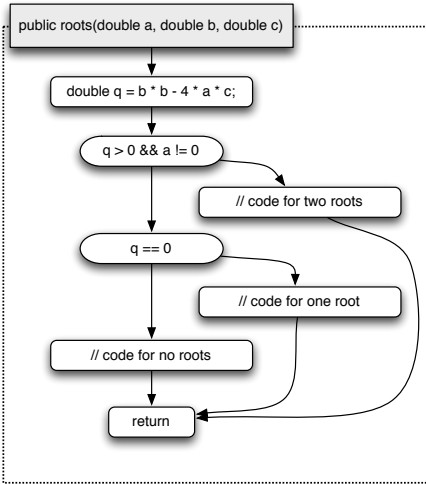 public roots(double a, double b, double c)
double q = b * b - 4 * a * c;
q > 0 && a != 0
// code for two roots
q == 0
// code for one root
// code for no roots
return